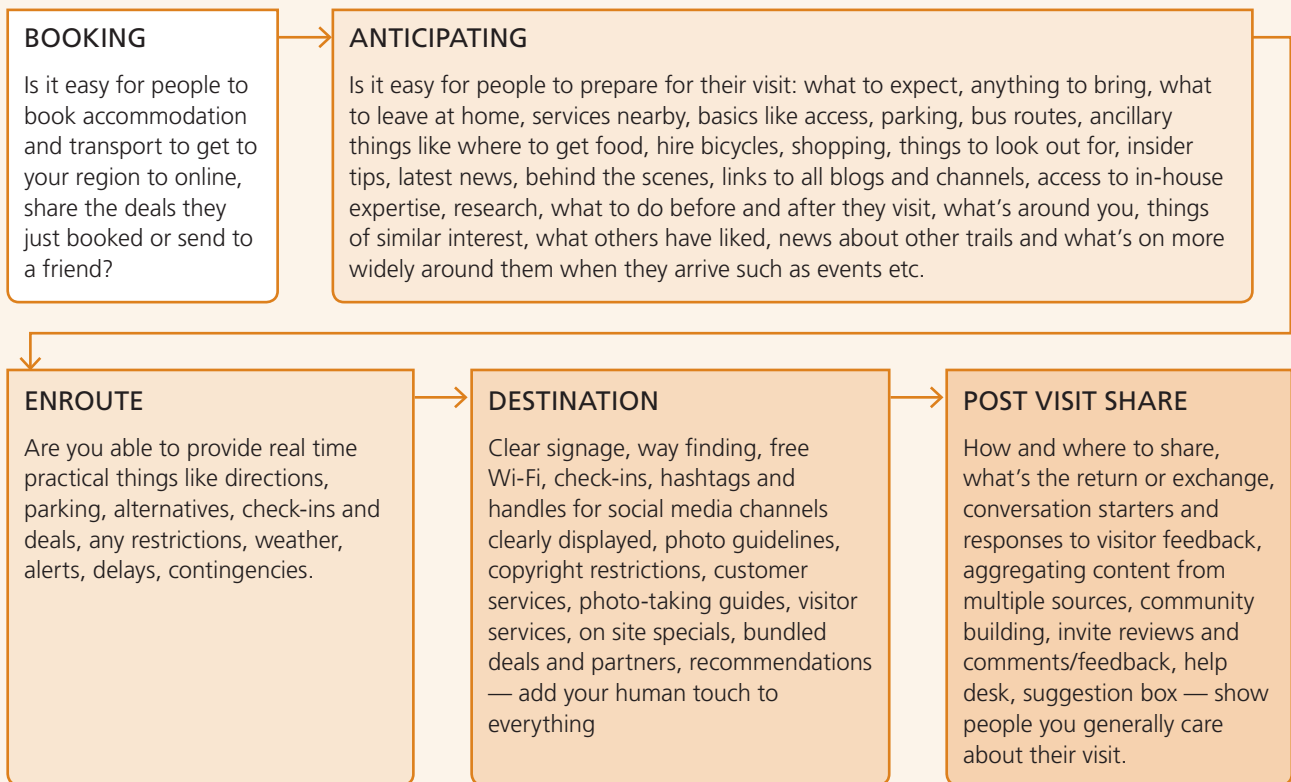 BOOKING
Is it easy for people to
book accommodation
and transport to get to
your region to online,
share the deals they
just booked or send to
a friend?
ANTICIPATING
Is it easy for people to prepare for their visit: what to expect, anything to bring, what
to leave at home, services nearby, basics like access, parking, bus routes, ancillary
things like where to get food, hire bicycles, shopping, things to look out for, insider
tips, latest news, behind the scenes, links to all blogs and channels, access to in-house
expertise, research, what to do before and after they visit, what’s around you, things
of similar interest, what others have liked, news about other trails and what’s on more
widely around them when they arrive such as events etc.
ENROUTE
Are you able to provide real time
practical things like directions,
parking, alternatives, check-ins and
deals, any restrictions, weather,
alerts, delays, contingencies.
DESTINATION
Clear signage, way finding, free
Wi-Fi, check-ins, hashtags and
handles for social media channels
clearly displayed, photo guidelines,
copyright restrictions, customer
services, photo-taking guides, visitor
services, on site specials, bundled
deals and partners, recommendations
— add your human touch to
everything
POST VISIT SHARE
How and where to share,
what’s the return or exchange,
conversation starters and
responses to visitor feedback,
aggregating content from
multiple sources, community
building, invite reviews and
comments/feedback, help
desk, suggestion box — show
people you generally care
about their visit.